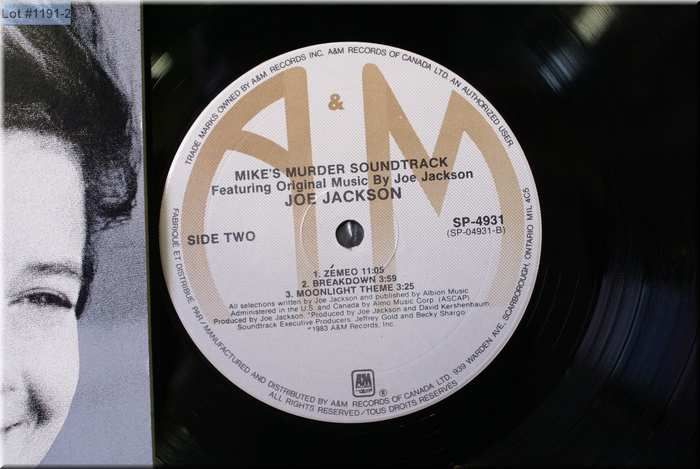 Lot #1191-2
TRADE MARKS OWNED BY A&M RECORDS INC. A&M RECORDS OF CANADA LTD. AN AUTHORIZED USER
A&M
MIKE'S MURDER SOUNDTRACK
Featuring Original Music By Joe Jackson
JOE JACKSON
SIDE TWO
SP-4931
(SP-04931-B)
1. ZEMEO 11:05
2. BREAKDOWN 3:59
3. MOONLIGHT THEME 3:25
All selections written by Joe Jackson and published by Albion Music
Administered in the U.S. and Canada by Almo Music Corp. (ASCAP)
Produced by Joe Jackson. *Produced by Joe Jackson and David Kershenbaum
Soundtrack Executive Producers, Jeffrey Gold and Becky Shargo
℗1983 A&M Records, Inc.
A&M
®
FABRIQUÉ ET DISTRIBUÉ PAR / MANUFACTURED AND DISTRIBUTED BY A&M RECORDS OF CANADA LTD. 939 WARDEN AVE, SCARBOROUGH, ONTARIO M1L 4C5
ALL RIGHTS RESERVED/TOUS DROITS RESERVES